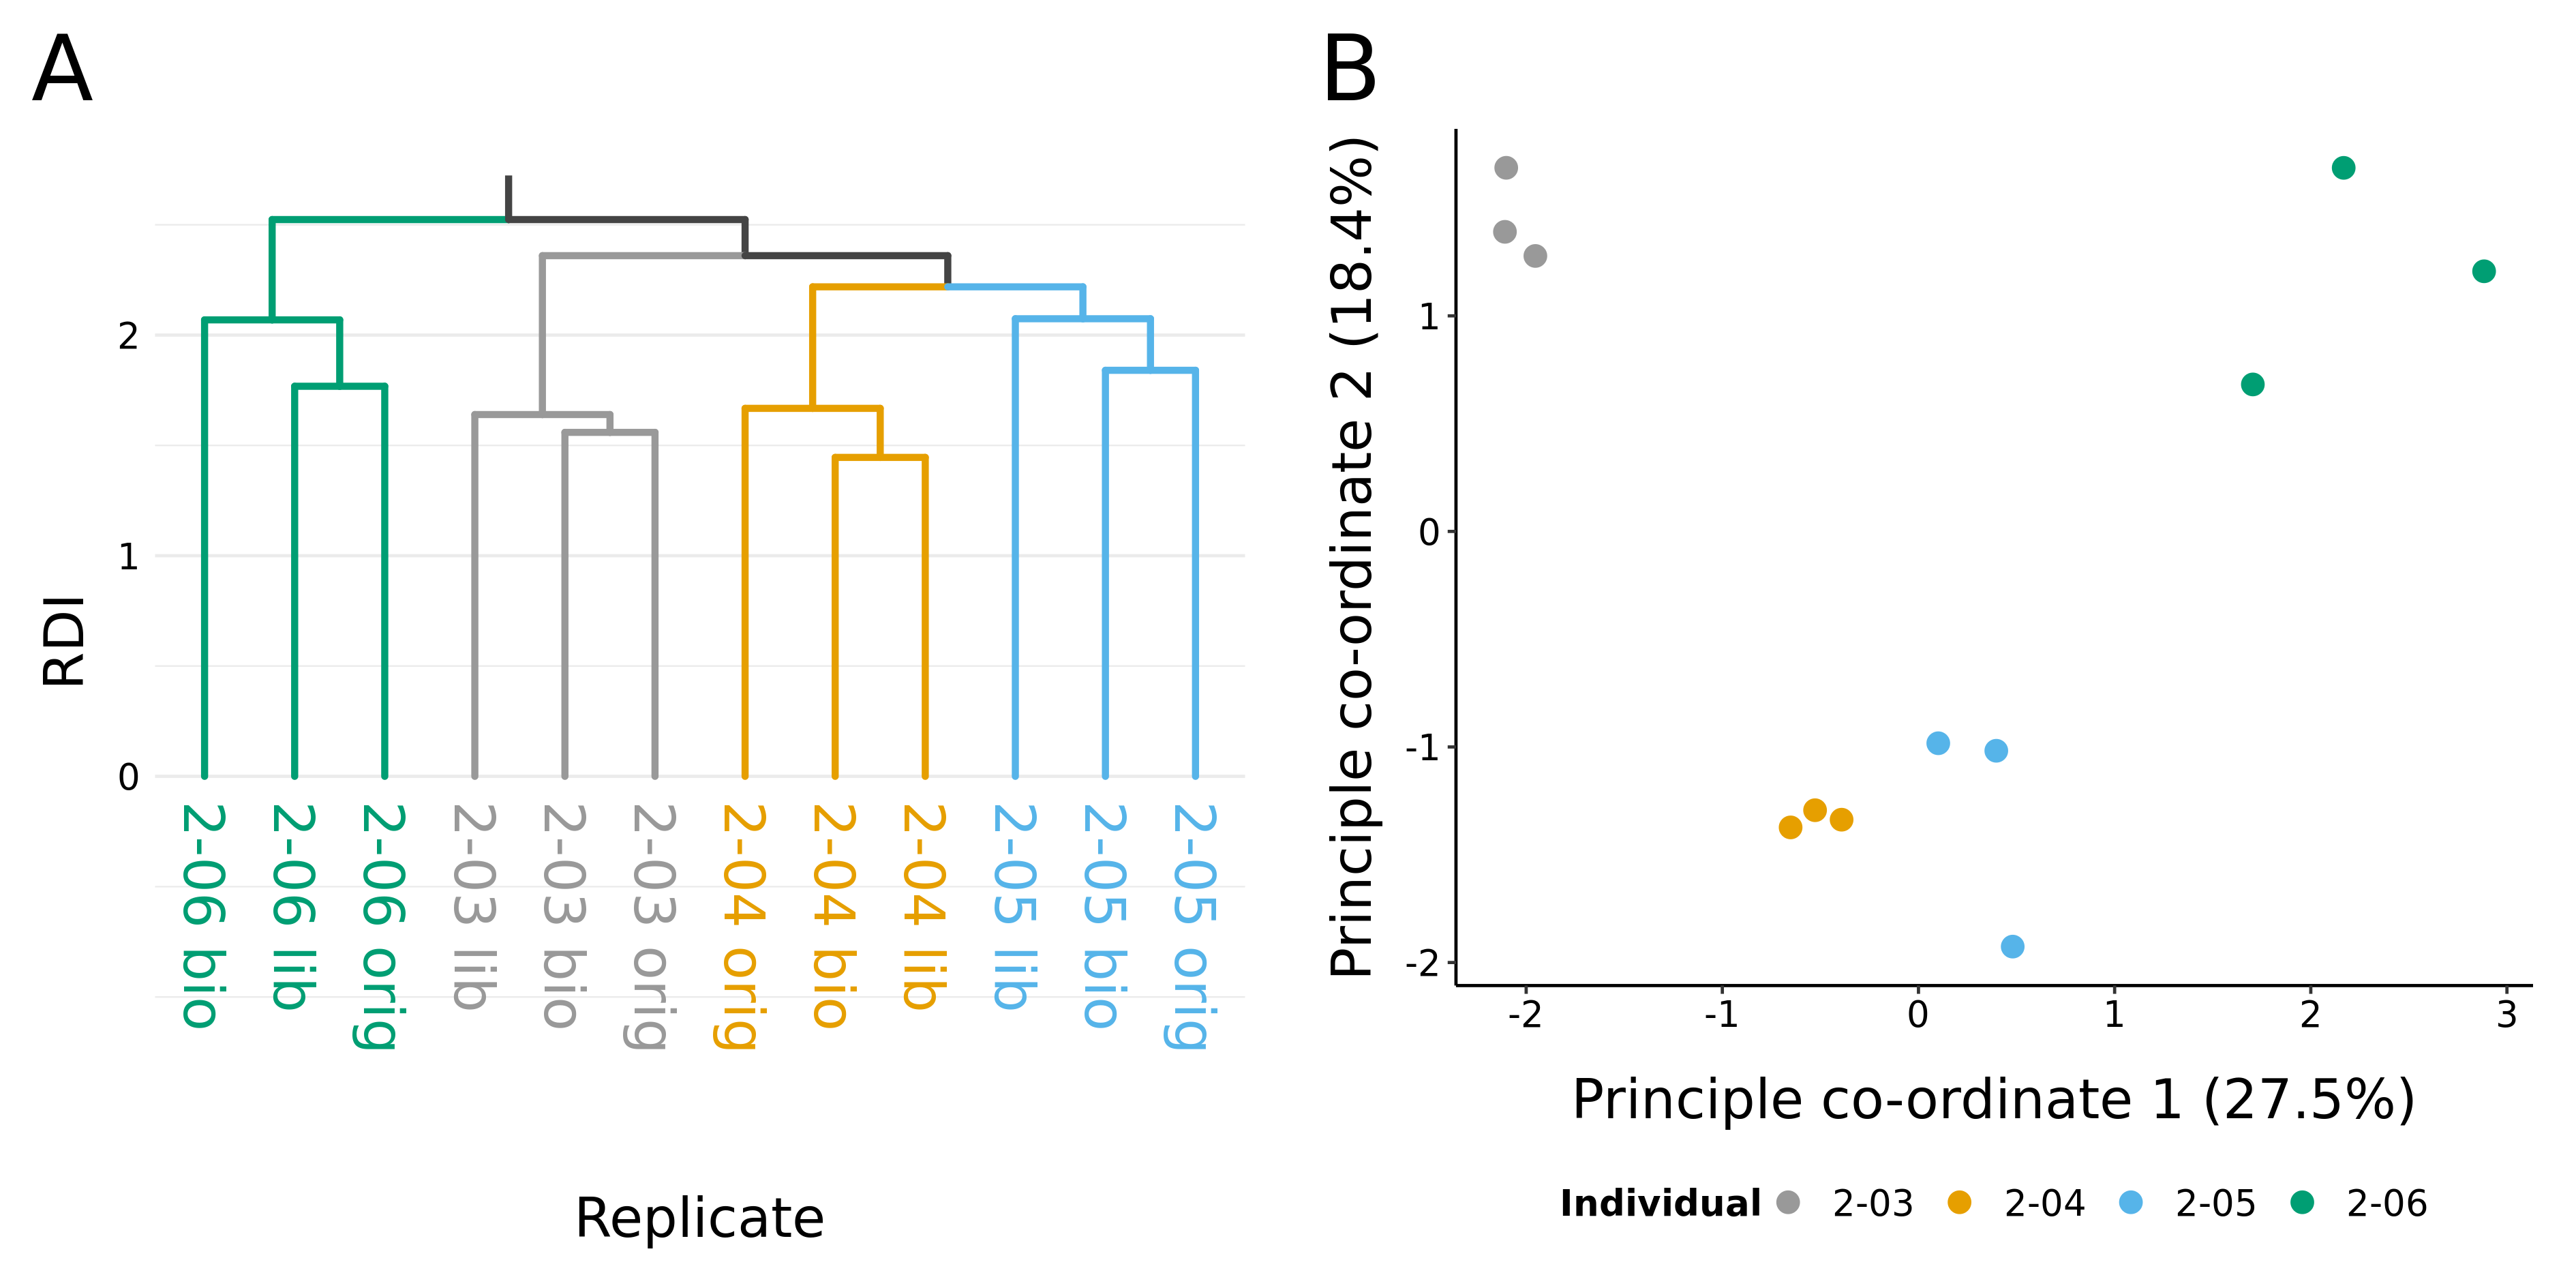 A
RDI
2
1
0
2-06 bio
2-06 lib
2-06 orig
2-03 lib
2-03 bio
2-03 orig
2-04 orig
2-04 bio
2-04 lib
2-05 lib
2-05 bio
2-05 orig
Replicate
B
Principle co-ordinate 2 (18.4%)
1
0
-1
-2
-2 -1 0 1 2 3
Principle co-ordinate 1 (27.5%)
Individual 2-03 2-04 2-05 2-06